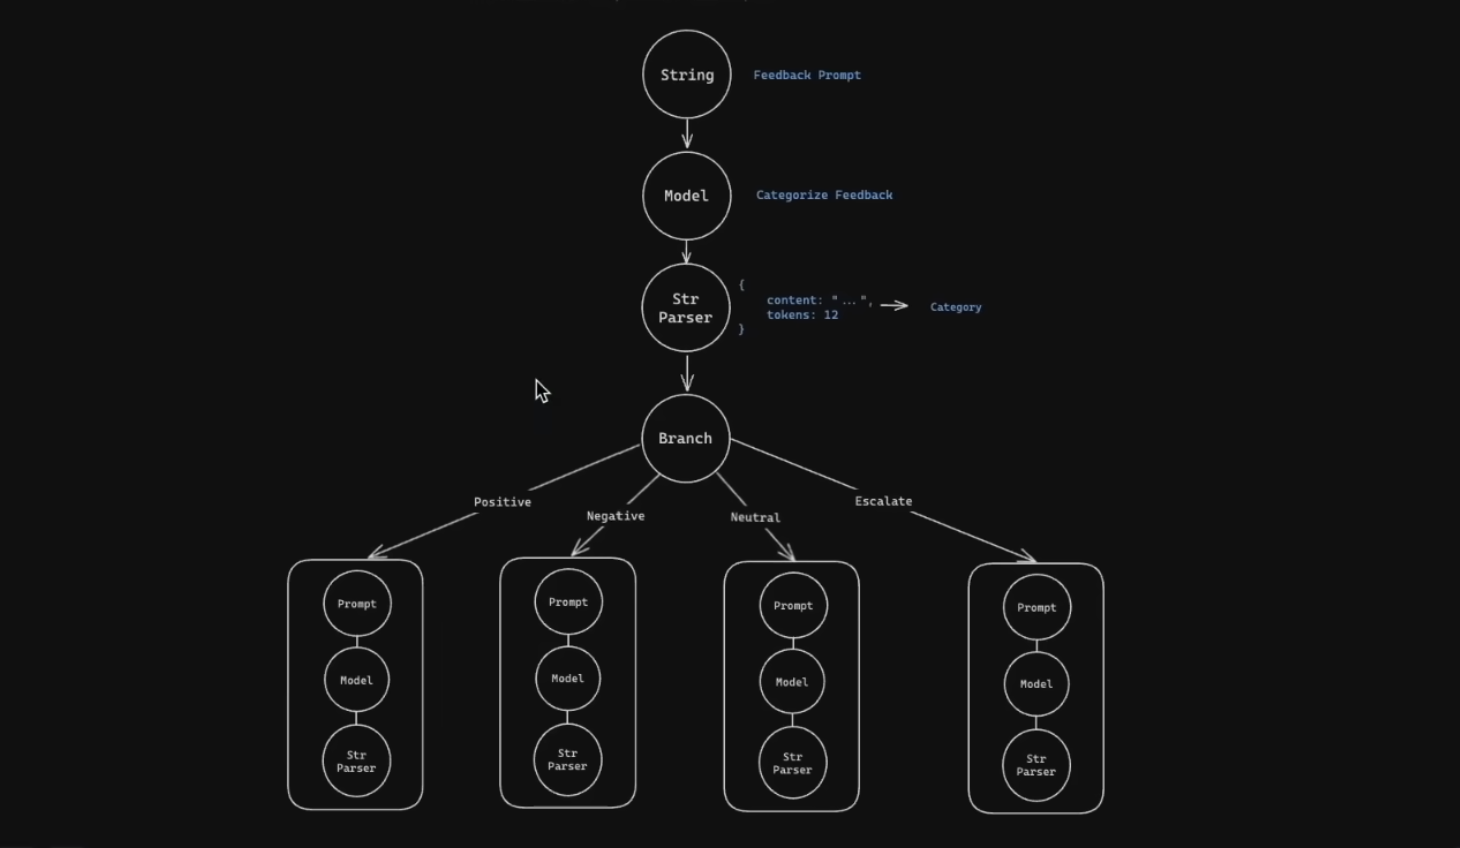 String
Feedback Prompt
Model
Categorize Feedback
Str
Parser
{
content: "...",
tokens: 12
}
Category
Branch
Positive
Negative
Neutral
Escalate
Prompt
Model
Str
Parser
Prompt
Model
Str
Parser
Prompt
Model
Str
Parser
Prompt
Model
Str
Parser